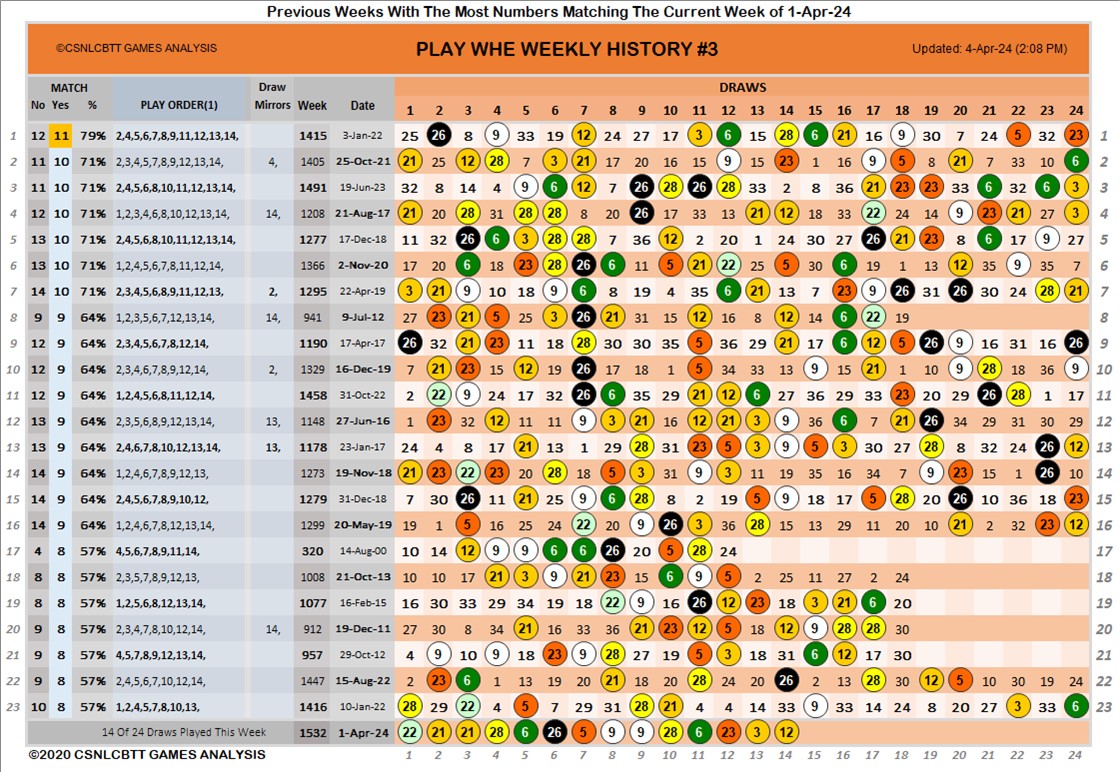 Previous Weeks With The Most Numbers Matching The Current Week of 1-Apr-24
©CSNLCBTT GAMES ANALYSIS PLAY WHE WEEKLY HISTORY #3 Updated: 4-Apr-24 (2:08 PM)
MATCH Draw DRAWS
No Yes % PLAY ORDER(1) Mirrors Week Date 1 2 3 4 5 6 7 8 9 10 11 12 13 14 15 16 17 18 19 20 21 22 23 24
1 12 11 79% 2,4,5,6,7,8,9,11,12,13,14, 1415 3-Jan-22 25 26 8 9 33 19 12 24 27 17 3 6 15 28 6 21 16 9 30 7 24 5 32 23 1
2 11 10 71% 2,3,4,5,7,8,9,12,13,14, 4, 1405 25-Oct-21 21 25 12 28 7 3 21 17 20 16 15 9 15 23 1 16 9 5 8 21 7 33 10 6 2
3 11 10 71% 2,4,5,6,8,10,11,12,13,14, 1491 19-Jun-23 32 8 14 4 9 6 12 7 26 28 26 28 33 2 8 36 21 23 23 33 6 32 6 3 3
4 12 10 71% 1,2,3,4,6,8,10,12,13,14, 14, 1208 21-Aug-17 21 20 28 31 28 28 8 20 26 17 33 13 21 12 18 33 22 24 14 9 23 21 27 3 4
5 13 10 71% 2,4,5,6,8,10,11,12,13,14, 1277 17-Dec-18 11 32 26 6 3 28 28 7 36 12 2 20 1 24 30 27 26 21 23 8 6 17 9 27 5
6 13 10 71% 1,2,4,5,6,7,8,11,12,14, 1366 2-Nov-20 17 20 6 18 23 28 26 6 10 5 21 22 14 5 30 6 19 1 13 12 35 9 35 7 6
7 14 10 71% 2,3,4,5,6,8,9,11,12,13, 2, 1295 22-Apr-19 3 21 9 10 18 9 6 8 19 4 35 6 21 13 7 23 9 26 31 26 30 24 28 21 7
8 9 9 64% 1,2,3,5,6,7,12,13,14, 14, 941 9-Jul-12 27 23 21 5 25 3 26 21 31 15 12 16 8 12 14 6 22 19 8
9 12 9 64% 2,3,4,5,6,7,8,12,14, 1190 17-Apr-17 26 32 21 23 11 18 28 30 30 35 5 36 29 21 17 6 12 5 26 9 16 31 16 26 9
10 12 9 64% 2,3,4,6,7,8,10,12,14, 2, 1329 16-Dec-19 7 21 23 15 12 19 26 17 18 1 5 34 33 15 9 15 21 1 10 9 28 18 36 9 10
11 12 9 64% 1,2,4,5,6,8,11,12,14, 1458 31-Oct-22 2 22 9 24 17 32 26 6 35 29 21 12 6 27 36 29 33 23 20 21 26 28 1 17 11
12 13 9 64% 2,3,5,6,8,9,12,13,14, 13, 1148 27-Jun-16 1 23 32 12 11 11 9 3 21 16 12 21 3 9 36 6 7 21 26 34 29 31 30 29 12
13 13 9 64% 2,4,6,7,8,10,12,13,14, 13, 1178 23-Jan-17 24 4 8 17 21 13 1 29 28 31 23 5 3 9 5 3 30 27 28 8 32 24 23 12 13
14 14 9 64% 1,2,4,6,7,8,9,12,13, 1273 19-Nov-18 21 23 22 23 20 28 18 5 3 31 9 3 11 19 35 16 34 7 9 23 15 1 26 10 14
15 14 9 64% 2,4,5,6,7,8,9,10,12, 1279 31-Dec-18 7 30 26 11 21 25 9 6 28 8 2 19 5 9 18 17 5 28 20 26 10 36 18 23 15
16 14 9 64% 1,2,4,6,7,8,12,13,14, 1299 20-May-19 19 1 5 16 25 24 22 20 9 26 3 36 28 15 13 29 11 20 10 21 2 32 23 12 16
17 4 8 57% 4,5,6,7,8,9,11,14, 320 14-Aug-00 10 14 12 9 9 6 6 26 20 5 28 24 17
18 8 8 57% 2,3,5,7,8,9,12,13, 1008 21-Oct-13 10 10 17 21 3 9 21 23 15 6 9 5 2 25 11 27 2 24 18
19 8 8 57% 1,2,5,6,8,12,13,14, 1077 16-Feb-15 16 30 33 29 34 19 18 22 9 16 26 12 23 18 3 21 6 20 19
20 9 8 57% 2,3,4,7,8,10,12,14, 14, 912 19-Dec-11 27 30 8 34 21 16 33 36 21 23 12 5 18 12 9 28 28 30 20
21 9 8 57% 4,5,7,8,9,12,13,14, 957 29-Oct-12 4 9 10 9 18 23 9 28 27 19 5 3 18 31 6 12 17 30 21
22 9 8 57% 2,4,5,6,7,10,12,14, 1447 15-Aug-22 2 23 6 1 13 19 20 21 18 20 28 24 20 26 2 13 28 30 12 5 10 30 19 24 22
23 10 8 57% 1,2,4,5,7,8,10,13, 1416 10-Jan-22 28 29 22 4 5 7 29 31 28 21 4 4 13 33 9 33 14 24 8 20 27 3 33 6 23
14 Of 24 Draws Played This Week 1532 1-Apr-24 22 21 21 28 6 26 5 9 9 28 6 23 3 12
©2020 CSNLCBTT GAMES ANALYSIS 1 2 3 4 5 6 7 8 9 10 11 12 13 14 15 16 17 18 19 20 21 22 23 24